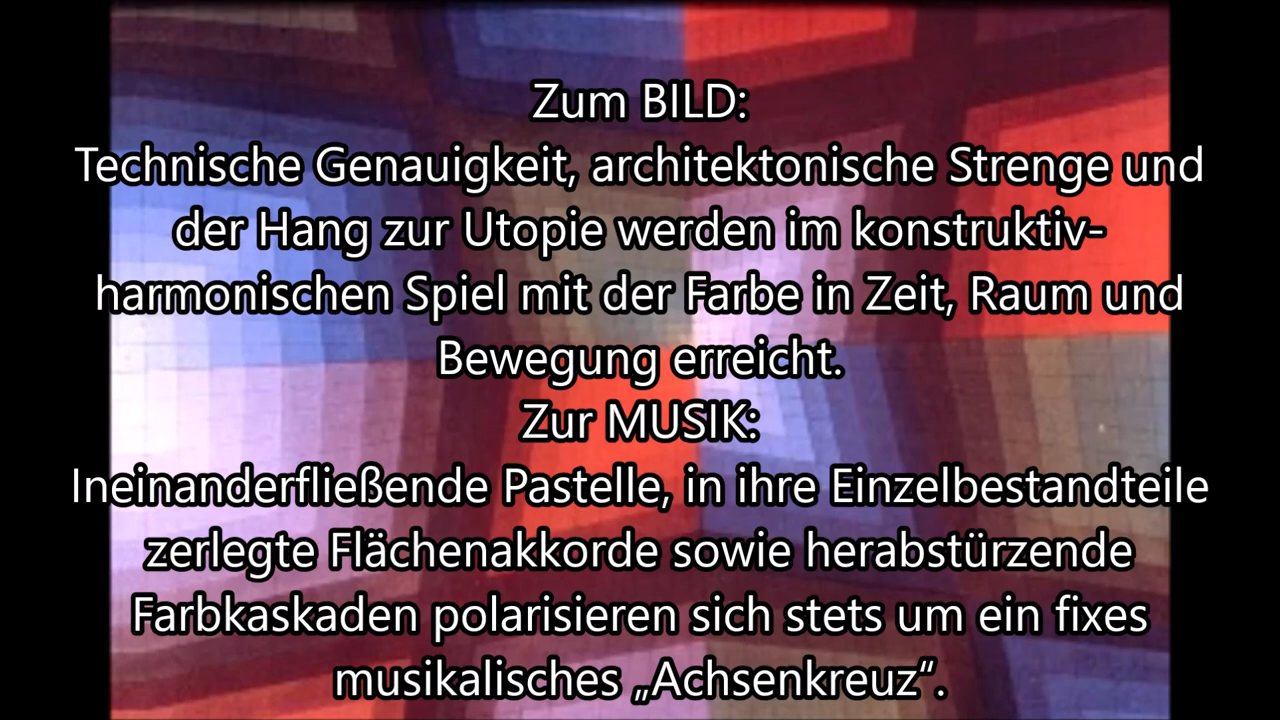 Zum BILD:
Technische Genauigkeit, architektonische Strenge und
der Hang zur Utopie werden im konstruktiv-
harmonischen Spiel mit der Farbe in Zeit, Raum und
Bewegung erreicht.
Zur MUSIK:
Ineinanderfließende Pastelle, in ihre Einzelbestandteile
zerlegte Flächenakkorde sowie herabstürzende
Farbkaskaden polarisieren sich stets um ein fixes
musikalisches „Achsenkreuz“.